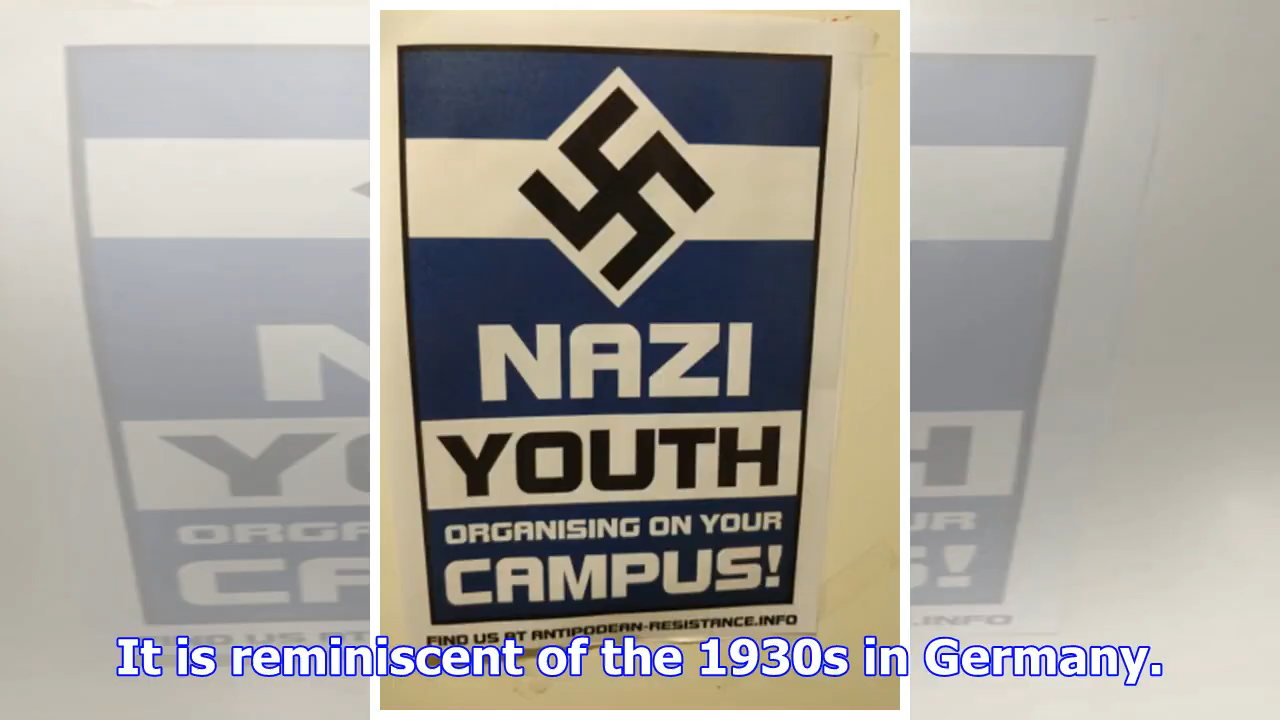 NAZI
YOUTH
ORGANISING ON YOUR
CAMPUS!
FIND US AT ANTIPODEAN-RESISTANCE.INFO
It is reminiscent of the 1930s in Germany.